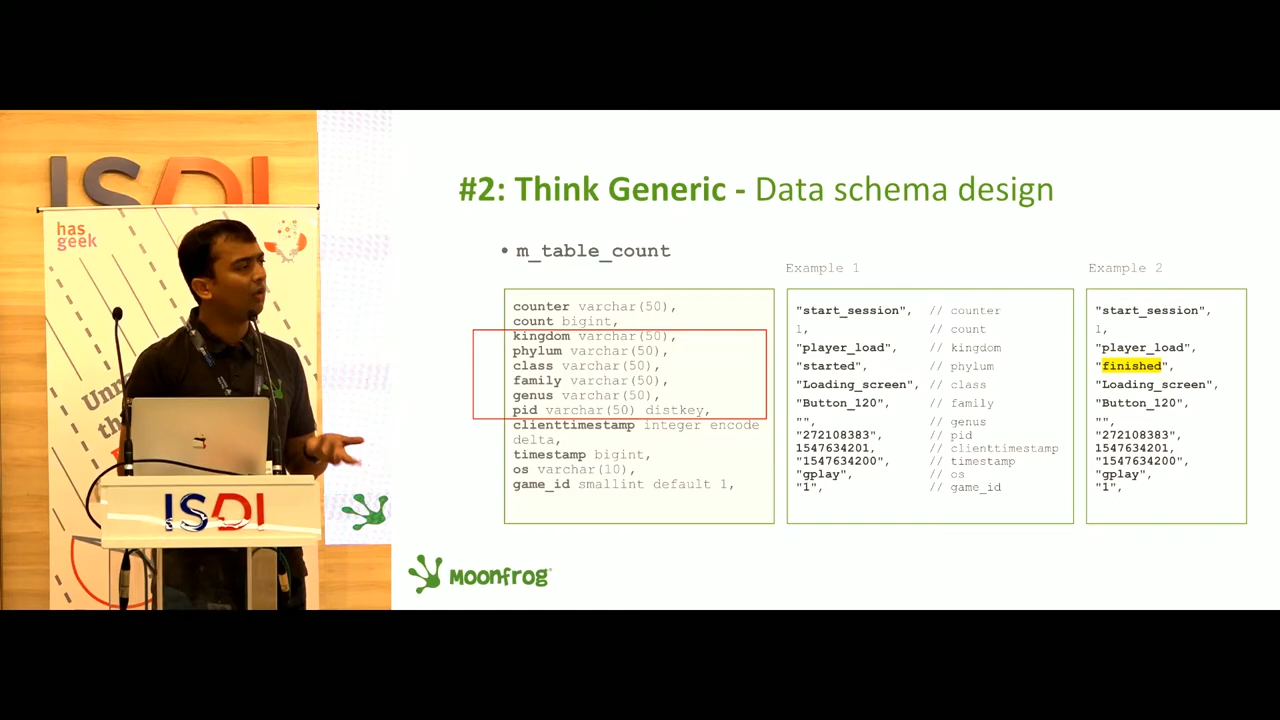 ISDI
has
geek
ISDI
#2: Think Generic - Data schema design
• m_table_count
counter varchar(50),
count bigint,
kingdom varchar(50),
phylum varchar(50),
class varchar(50),
family varchar(50),
genus varchar(50),
pid varchar(50) distkey,
clienttimestamp integer encode
delta,
timestamp bigint,
os varchar(10),
game_id smallint default 1,
Example 1
"start_session", // counter
1, // count
"player_load", // kingdom
"started", // phylum
"Loading_screen", // class
"Button_120", // family
"", // genus
"272108383", // pid
1547634201, // clienttimestamp
"1547634200", // timestamp
"gplay", // os
"1", // game_id
Example 2
"start_session",
1,
"player_load",
"finished",
"Loading_screen",
"Button_120",
"",
"272108383",
1547634201,
"1547634200",
"gplay",
"1",
Moonfrog